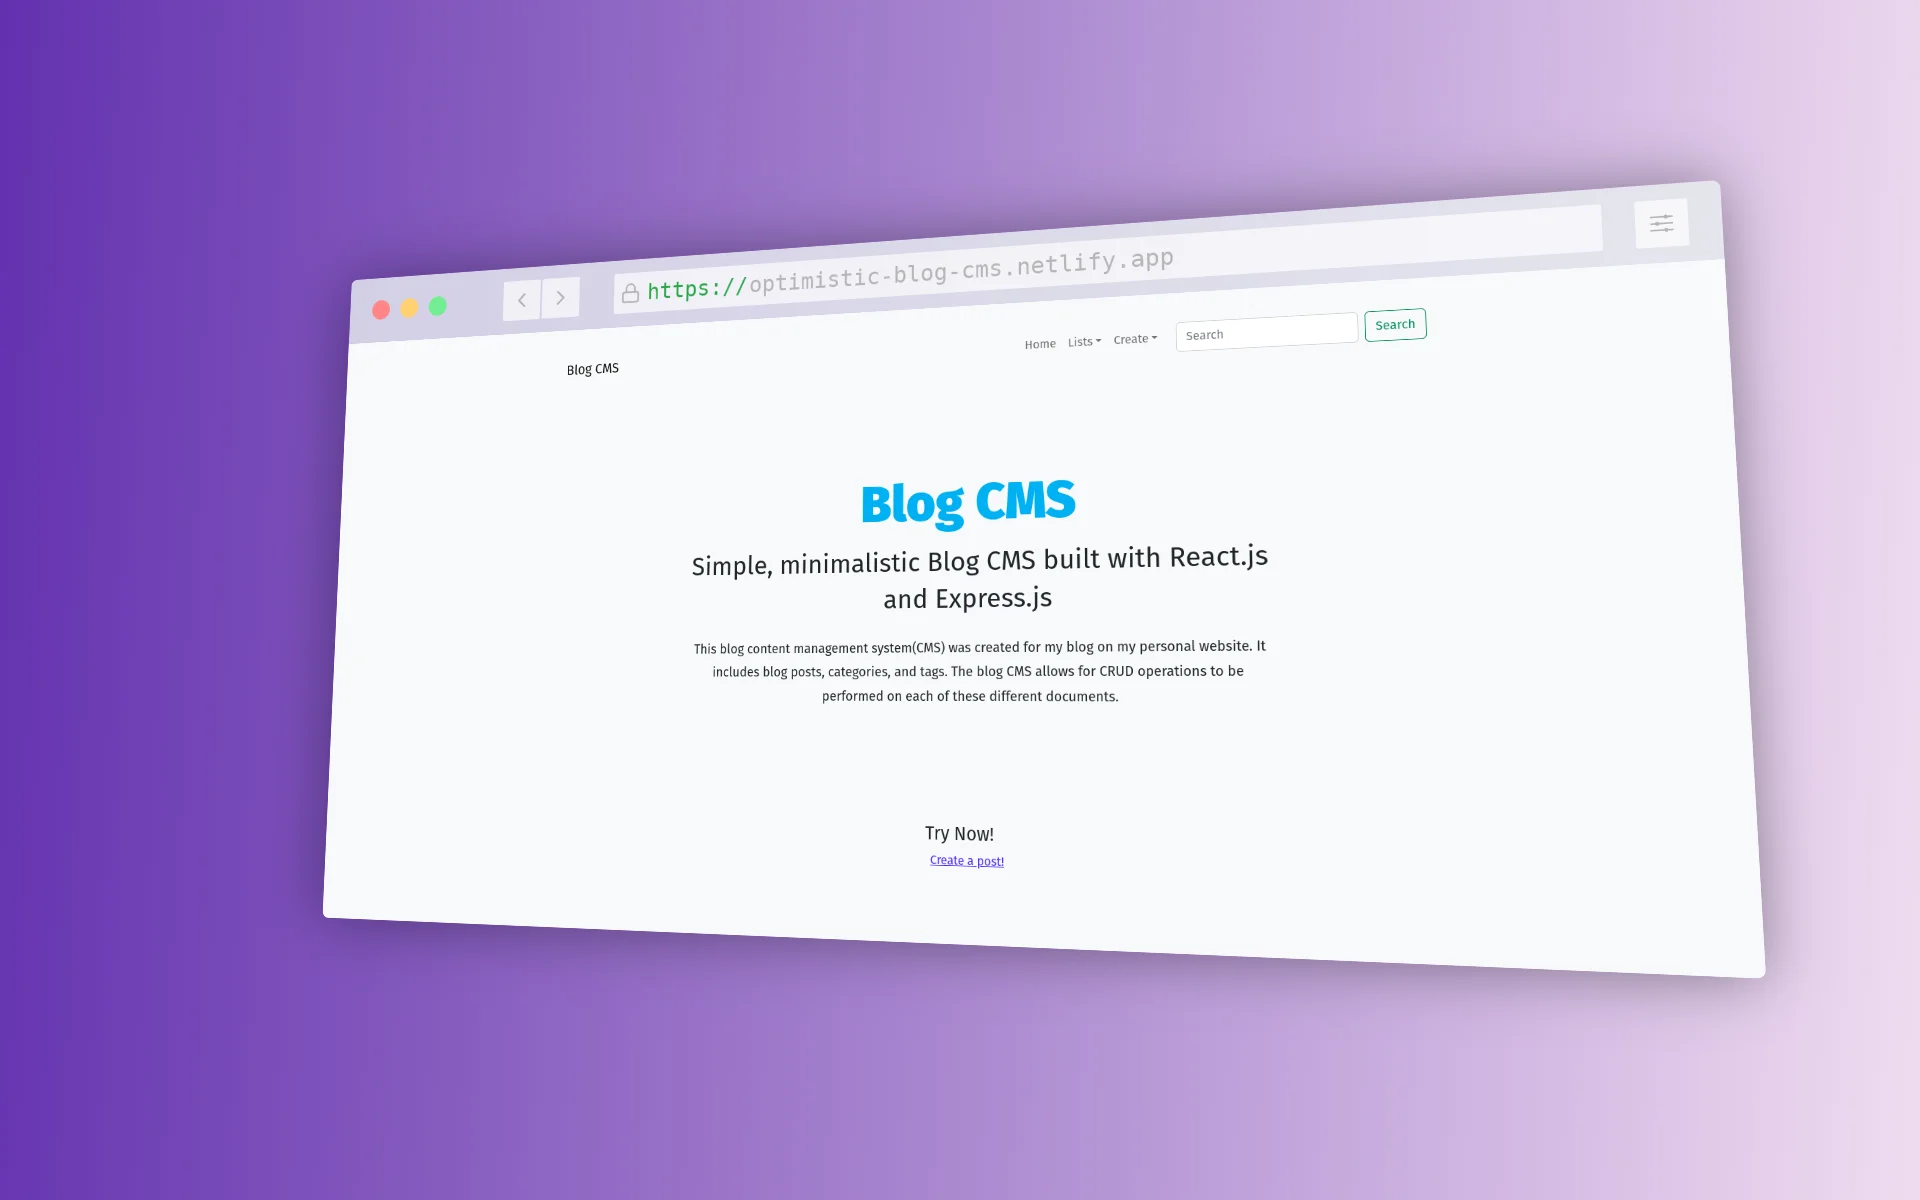 https://optimistic-blog-cms.netlify.app
Blog CMS
Home Lists Create Search Search
Blog CMS
Simple, minimalistic Blog CMS built with React.js
and Express.js
This blog content management system(CMS) was created for my blog on my personal website. It
includes blog posts, categories, and tags. The blog CMS allows for CRUD operations to be
performed on each of these different documents.
Try Now!
Create a post!